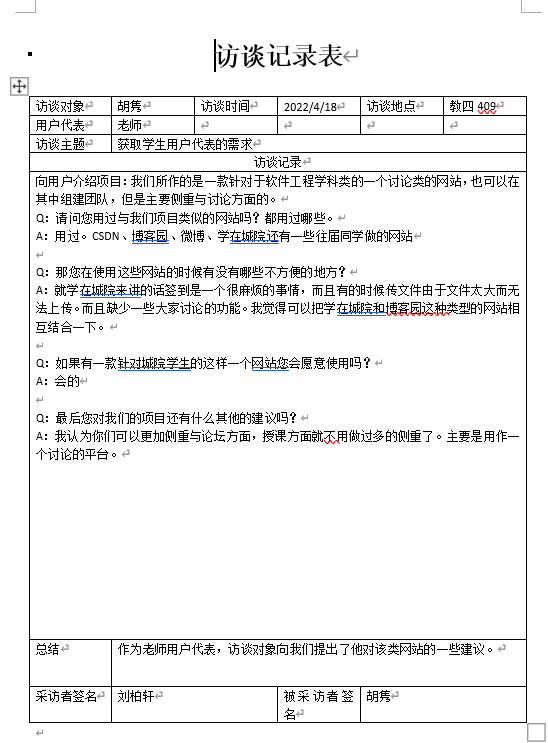 访谈记录表
访谈对象 胡隽 访谈时间 2022/4/18 访谈地点 教四 409
用户代表 老师
访谈主题 获取学生用户代表的需求
访谈记录
向用户介绍项目：我们所作的是一款针对于软件工程学科类的一个讨论类的网站，也可以在
其中组建团队，但是主要侧重与讨论方面的。
Q：请问您用过与我们项目类似的网站吗？都用过哪些。
A：用过。CSDN、博客园、微博、学在城院还有一些往届同学做的网站
Q：那您在使用这些网站的时候有没有哪些不方便的地方？
A：就学在城院来讲的话签到是一个很麻烦的事情，而且有的时候传文件由于文件太大而无
法上传。而且缺少一些大家讨论的功能。我觉得可以把学在城院和博客园这种类型的网站相
互结合一下。
Q：如果有一款针对城院学生的这样一个网站您会愿意使用吗？
A：会的
Q：最后您对我们的项目还有什么其他的建议吗？
A：我认为你们可以更加侧重与论坛方面，授课方面就不用做过多的侧重了。主要是用作一
个讨论的平台。
总结 作为老师用户代表，访谈对象向我们提出了他对该类网站的一些建议。
采访者签名 刘柏轩 被采访者签 胡隽
名